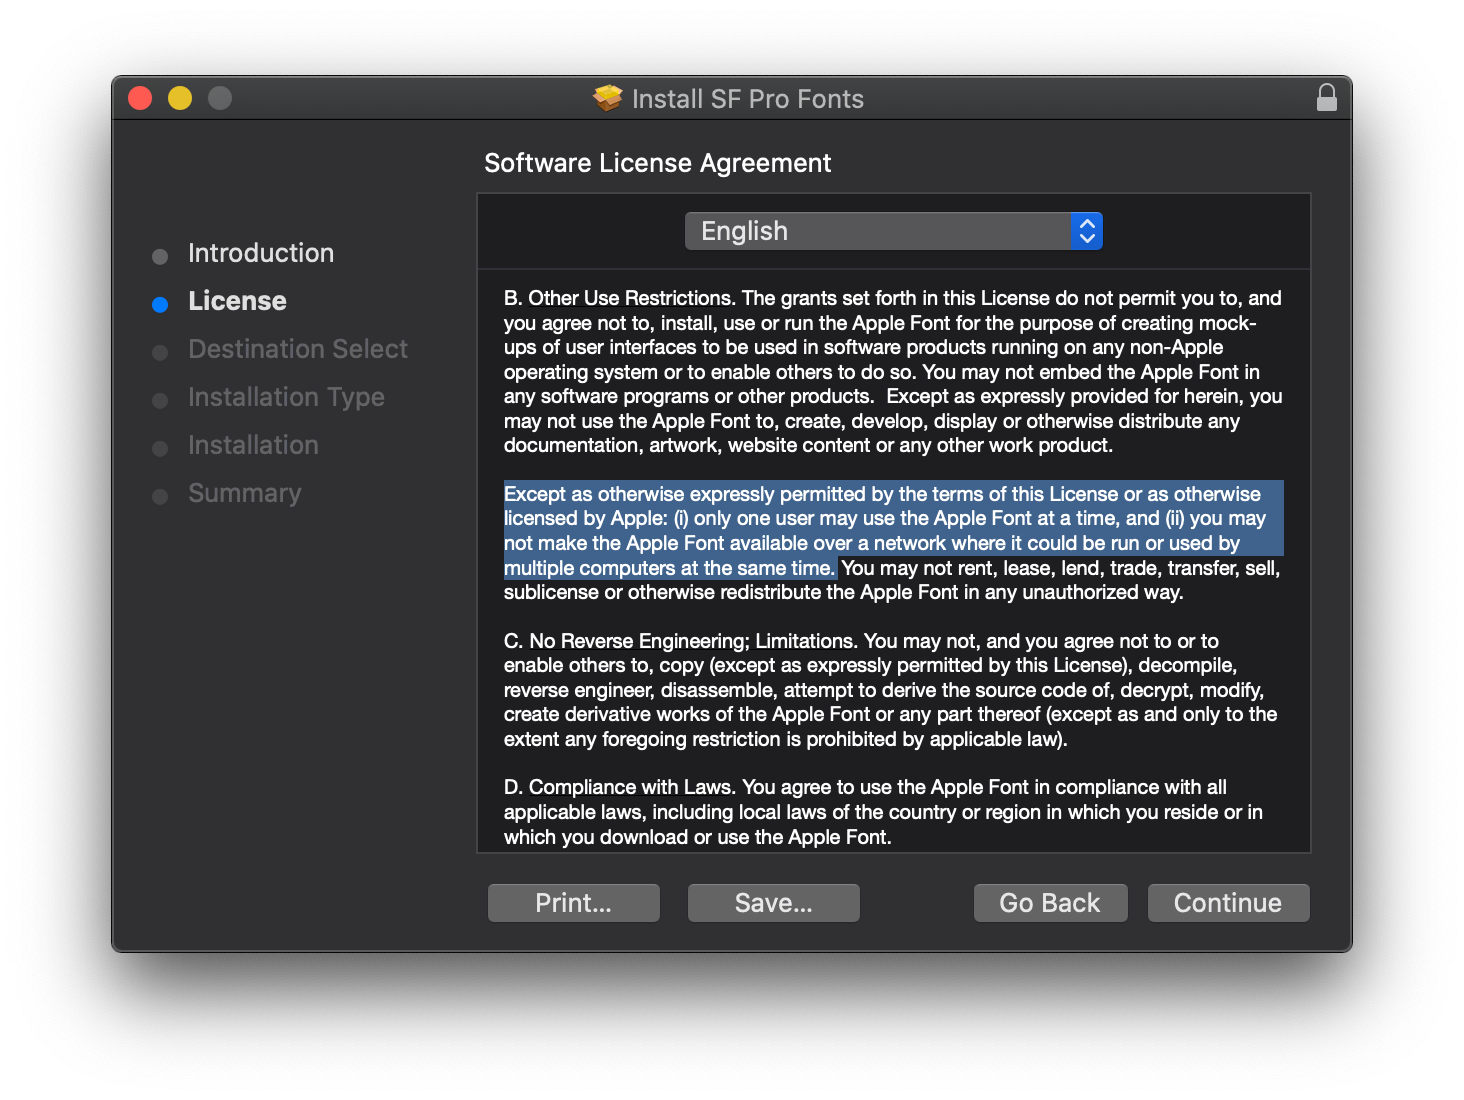 Install SF Pro Fonts
Software License Agreement
Introduction
License
Destination Select
Installation Type
Installation
Summary
English
B. Other Use Restrictions. The grants set forth in this License do not permit you to, and
you agree not to, install, use or run the Apple Font for the purpose of creating mock-
ups of user interfaces to be used in software products running on any non-Apple
operating system or to enable others to do so. You may not embed the Apple Font in
any software programs or other products.  Except as expressly provided for herein, you
may not use the Apple Font to, create, develop, display or otherwise distribute any
documentation, artwork, website content or any other work product.
Except as otherwise expressly permitted by the terms of this License or as otherwise
licensed by Apple: (i) only one user may use the Apple Font at a time, and (ii) you may
not make the Apple Font available over a network where it could be run or used by
multiple computers at the same time. You may not rent, lease, lend, trade, transfer, sell,
sublicense or otherwise redistribute the Apple Font in any unauthorized way.
C. No Reverse Engineering; Limitations. You may not, and you agree not to or to
enable others to, copy (except as expressly permitted by this License), decompile,
reverse engineer, disassemble, attempt to derive the source code of, decrypt, modify,
create derivative works of the Apple Font or any part thereof (except as and only to the
extent any foregoing restriction is prohibited by applicable law).
D. Compliance with Laws. You agree to use the Apple Font in compliance with all
applicable laws, including local laws of the country or region in which you reside or in
which you download or use the Apple Font.
Print...
Save...
Go Back
Continue